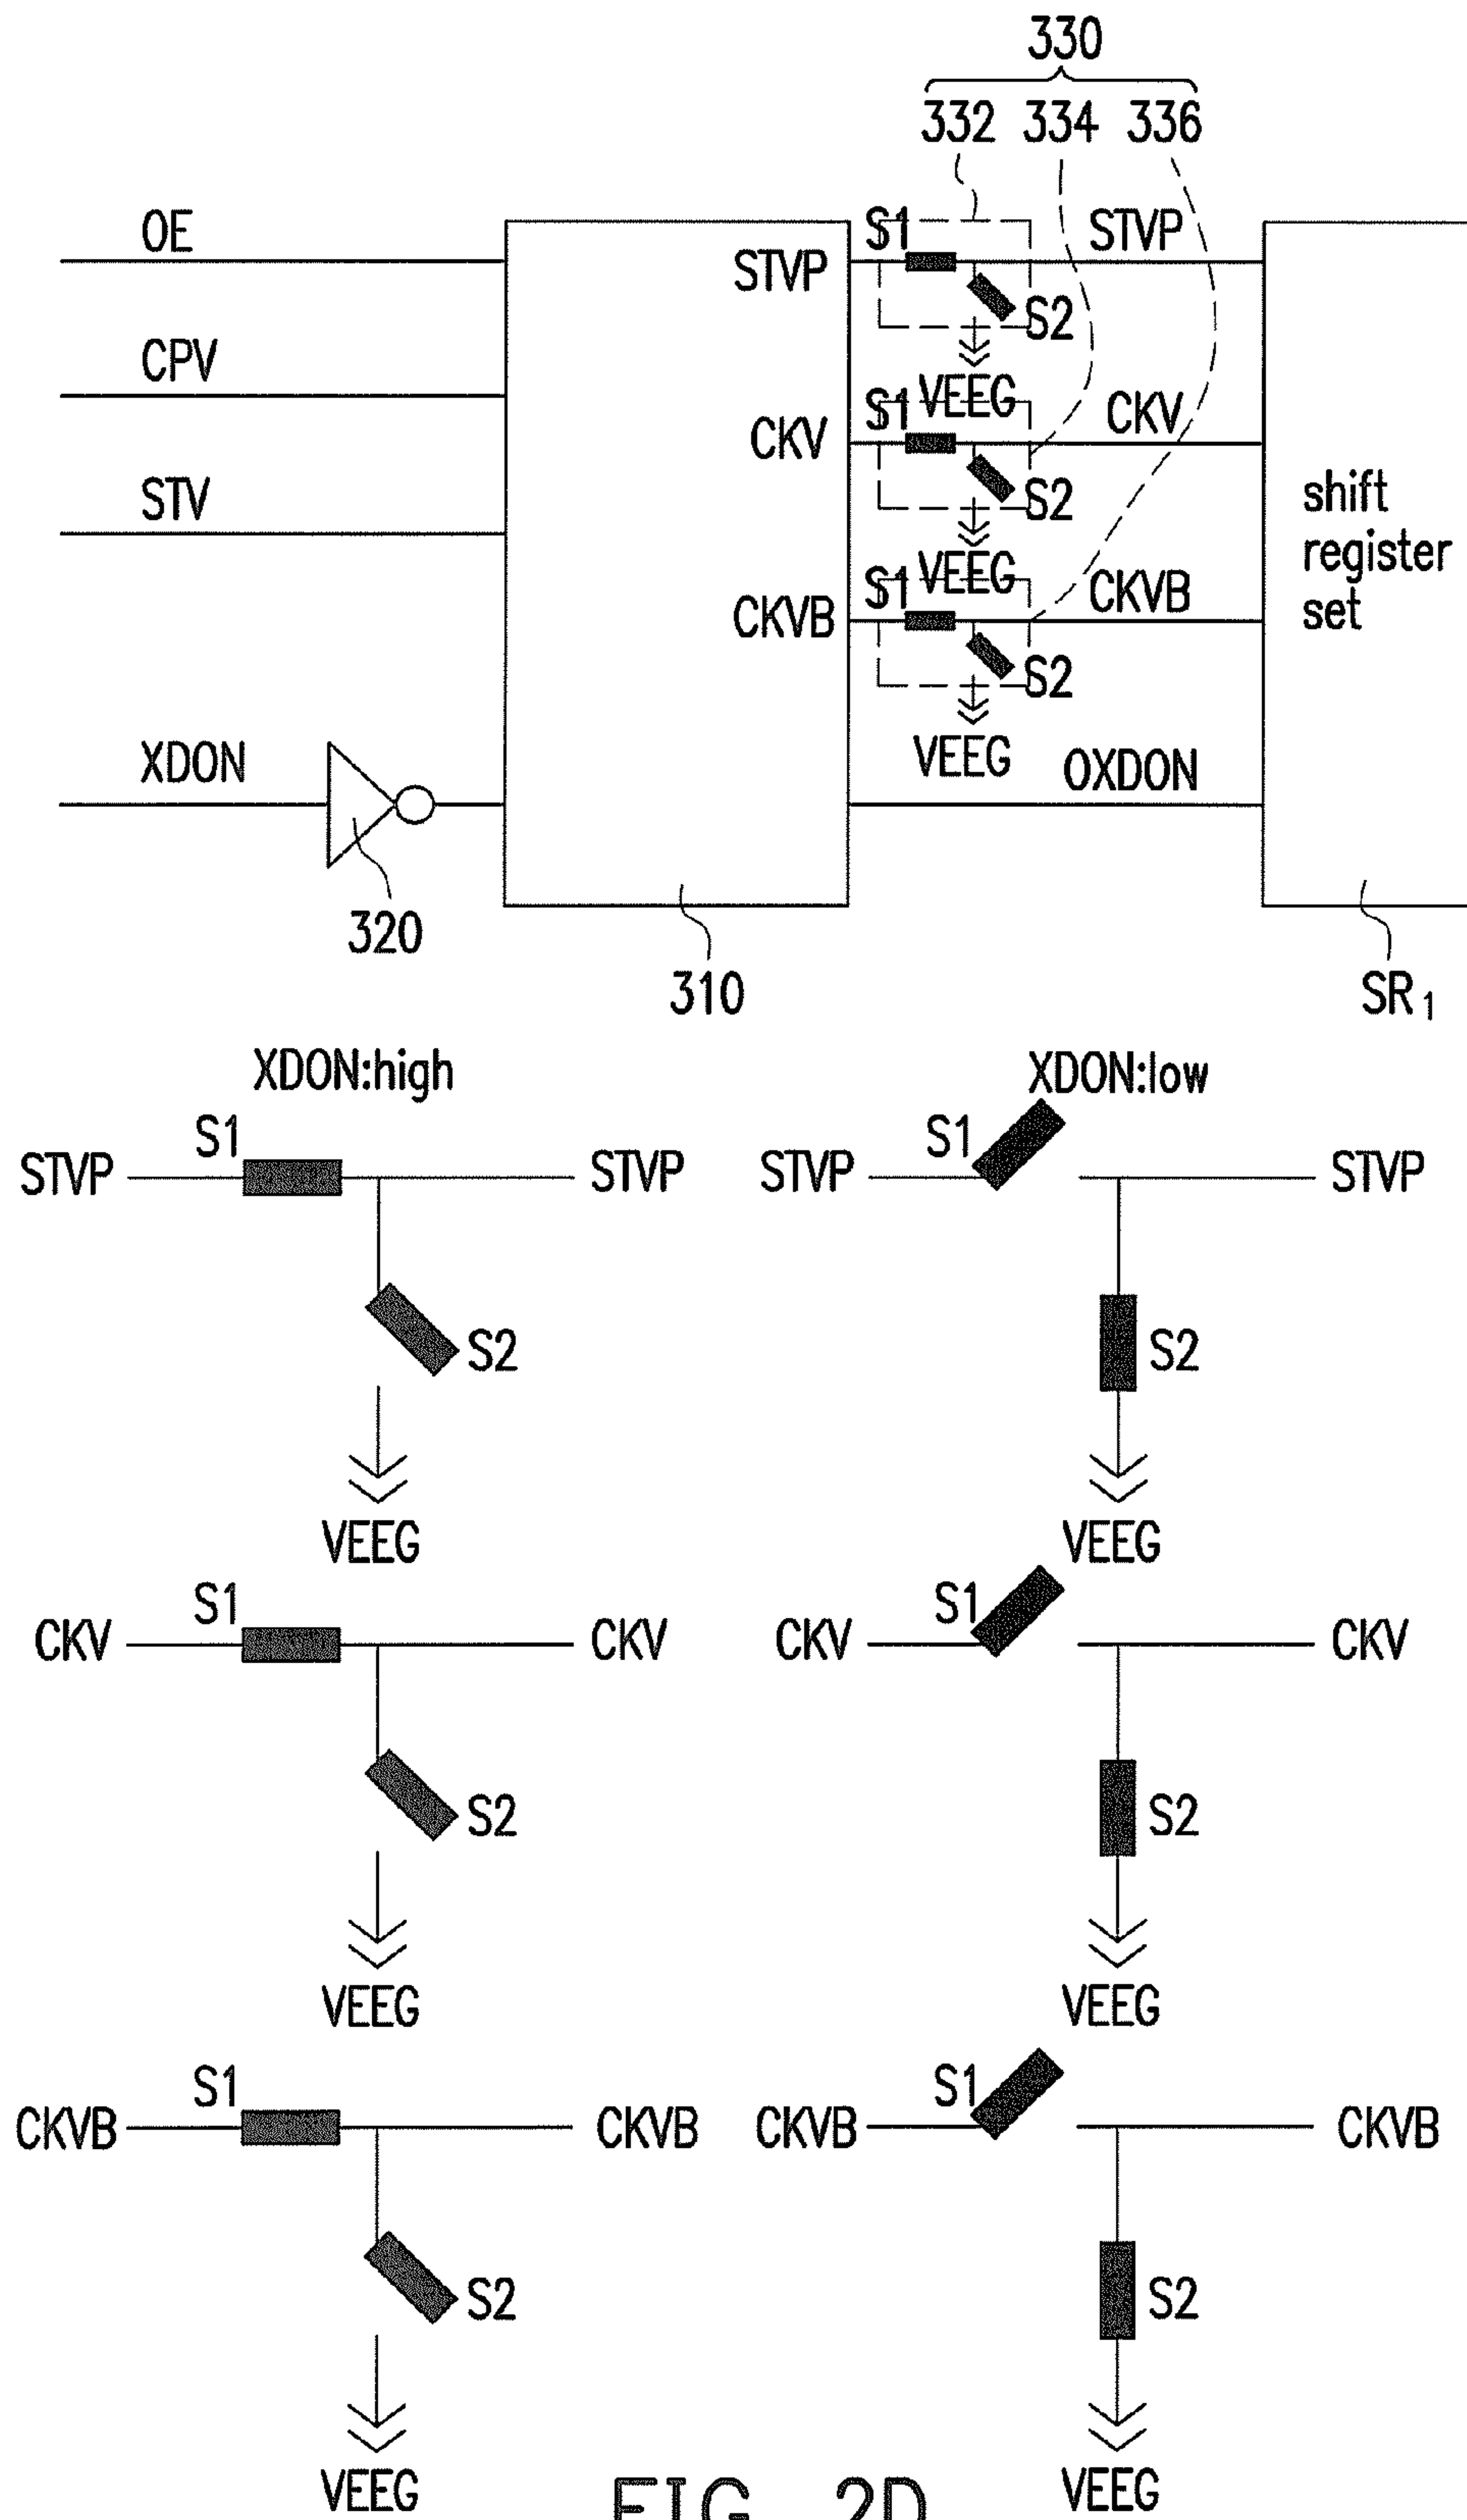 330
332 334 336
OE
S1
STVP
STVP
S2
CPV
VEEG
S1
CKV
CKV
STV
S2
shift
register
set
VEEG
S1
CKVB
CKVB
S2
XDON
VEEG
OXDON
320
310
SR1
XDON:high
XDON:low
S1
S1
STVP
STVP
STVP
STVP
S2
S2
VEEG
VEEG
S1
S1
CKV
CKV
CKV
CKV
S2
S2
VEEG
VEEG
S1
S1
CKVB
CKVB
CKVB
CKVB
S2
S2
VEEG
VEEG
FIG. 2D